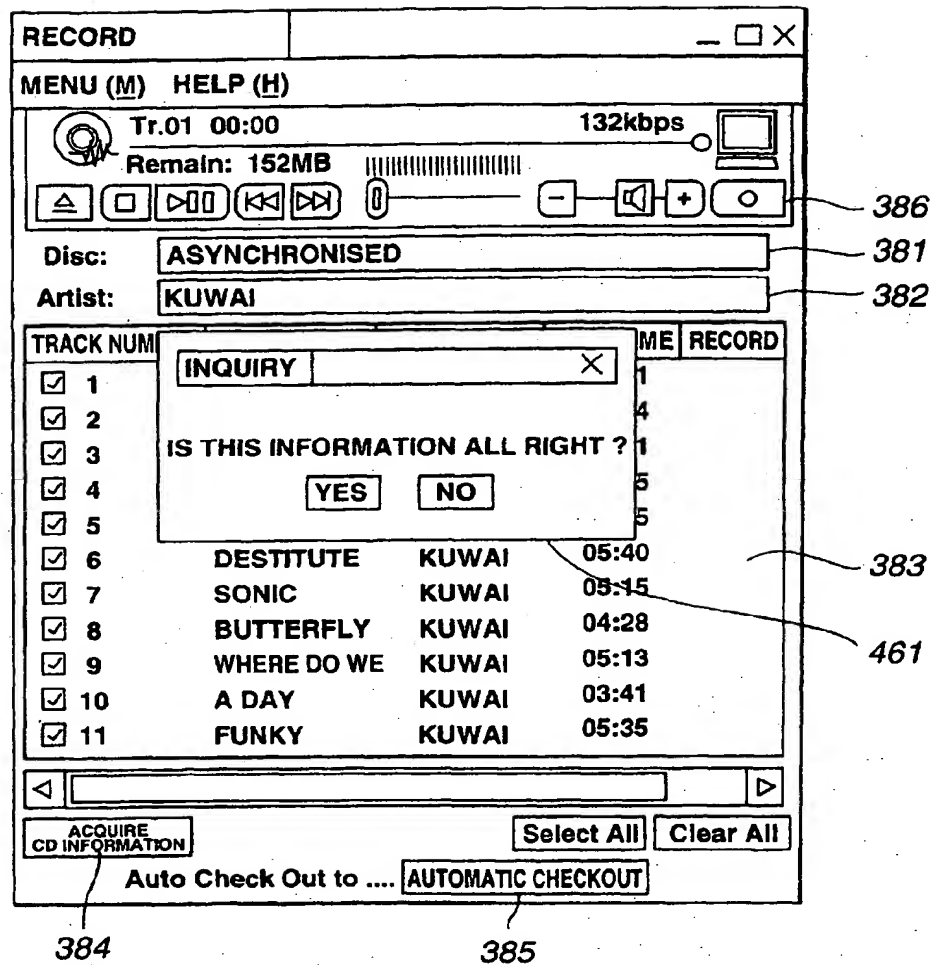 RECORD
MENU (M) HELP (H)
Tr.01 00:00 132kbps
Remain: 152MB
386
Disc: ASYNCHRONISED 381
Artist: KUWAI 382
TRACK NUM ME RECORD
INQUIRY
1 1
2 4
3 IS THIS INFORMATION ALL RIGHT ? 1
4 YES NO 5
5 5
6 DESTITUTE KUWAI 05:40 383
7 SONIC KUWAI 05:15
8 BUTTERFLY KUWAI 04:28
9 WHERE DO WE KUWAI 05:13 461
10 A DAY KUWAI 03:41
11 FUNKY KUWAI 05:35
ACQUIRE
CD INFORMATION Select All Clear All
Auto Check Out to .... AUTOMATIC CHECKOUT
384 385